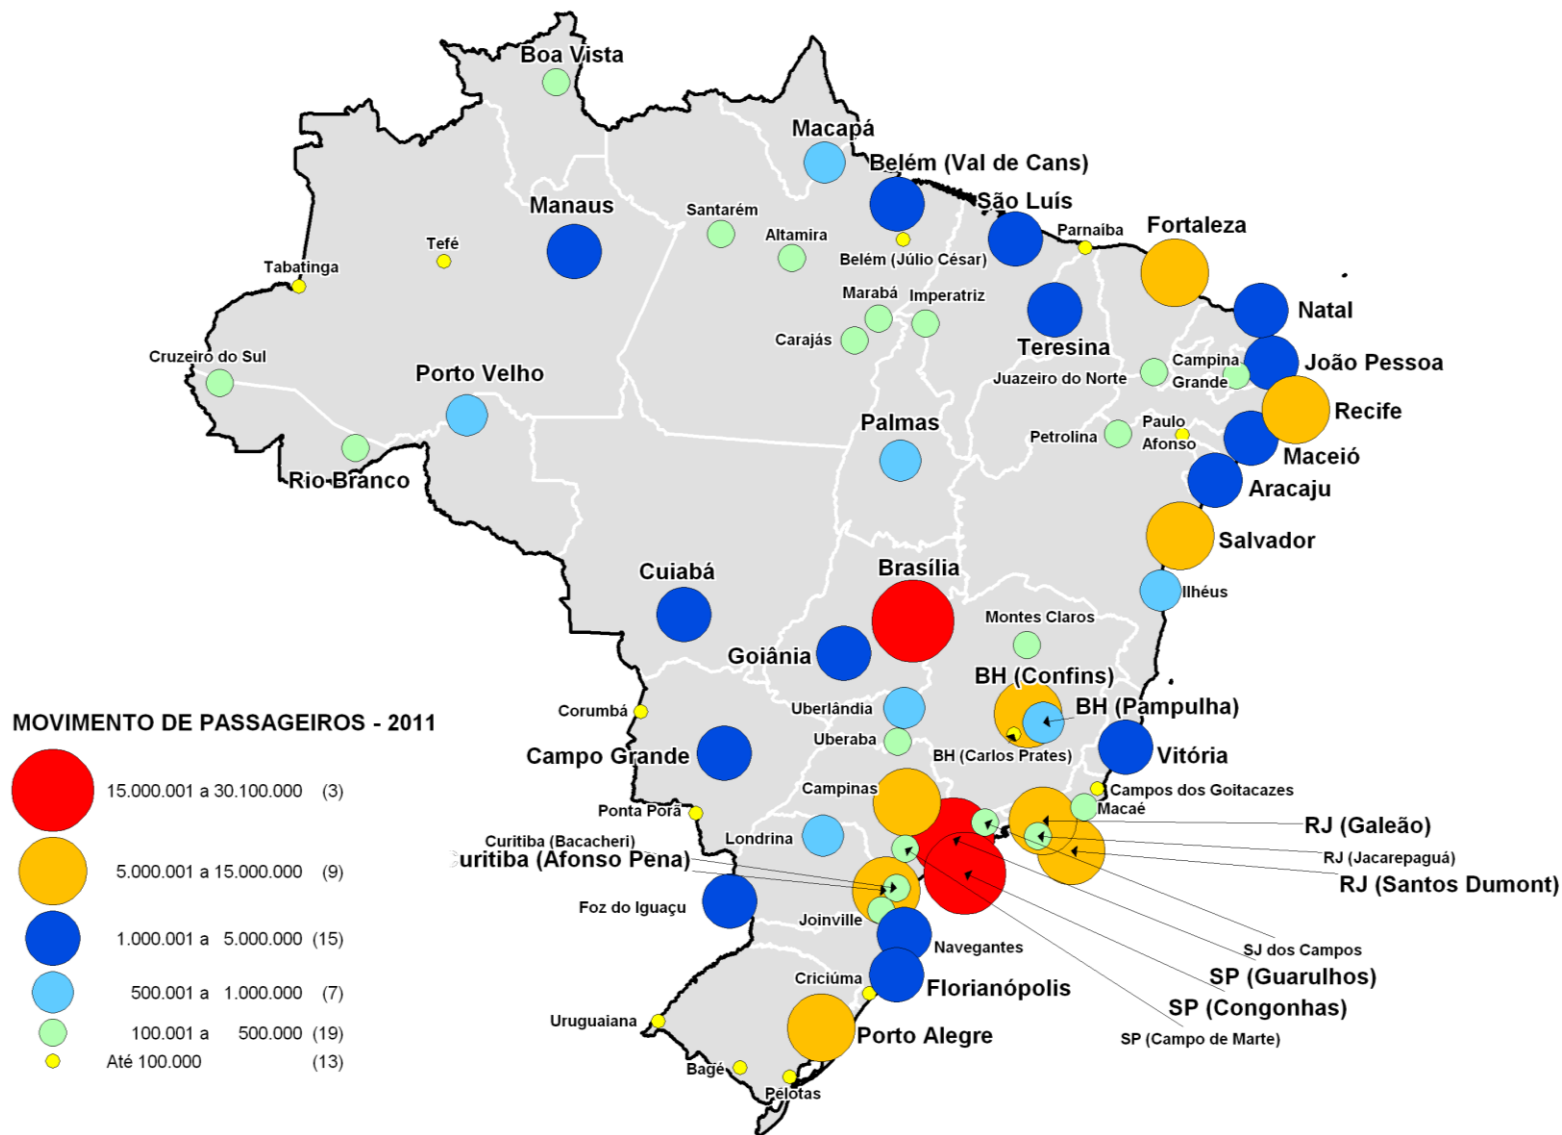 Boa Vista
Macapá
Belém (Val de Cans)
São Luís
Manaus
Santarém
Altamira
Fortaleza
Parnaíba
Tefé
Belém (Júlio César)
Tabatinga
Marabá
Imperatriz
Natal
Carajás
Teresina
Cruzeiro do Sul
Porto Velho
Juazeiro do Norte
Campina
Grande
João Pessoa
Recife
Palmas
Petrolina
Paulo
Afonso
Maceió
Rio Branco
Aracaju
Salvador
Cuiabá
Brasília
Ilhéus
Montes Claros
Goiânia
BH (Confins)
Corumbá
Uberlândia
BH (Pampulha)
MOVIMENTO DE PASSAGEIROS - 2011
Uberaba
Campo Grande
BH (Carlos Prates)
Vitória
15.000.001 a 30.100.000 (3)
Campinas
Campos dos Goitacazes
Macaé
Ponta Porã
RJ (Galeão)
Londrina
Curitiba (Bacacheri)
uritiba (Afonso Pena)
RJ (Jacarepaguá)
5.000.001 a 15.000.000 (9)
RJ (Santos Dumont)
Foz do Iguaçu
Joinville
1.000.001 a 5.000.000 (15)
Navegantes
SJ dos Campos
Criciúma
SP (Guarulhos)
500.001 a 1.000.000 (7)
Florianópolis
SP (Congonhas)
Uruguaiana
100.001 a 500.000 (19)
Porto Alegre
SP (Campo de Marte)
Até 100.000 (13)
Bagé
Pelotas